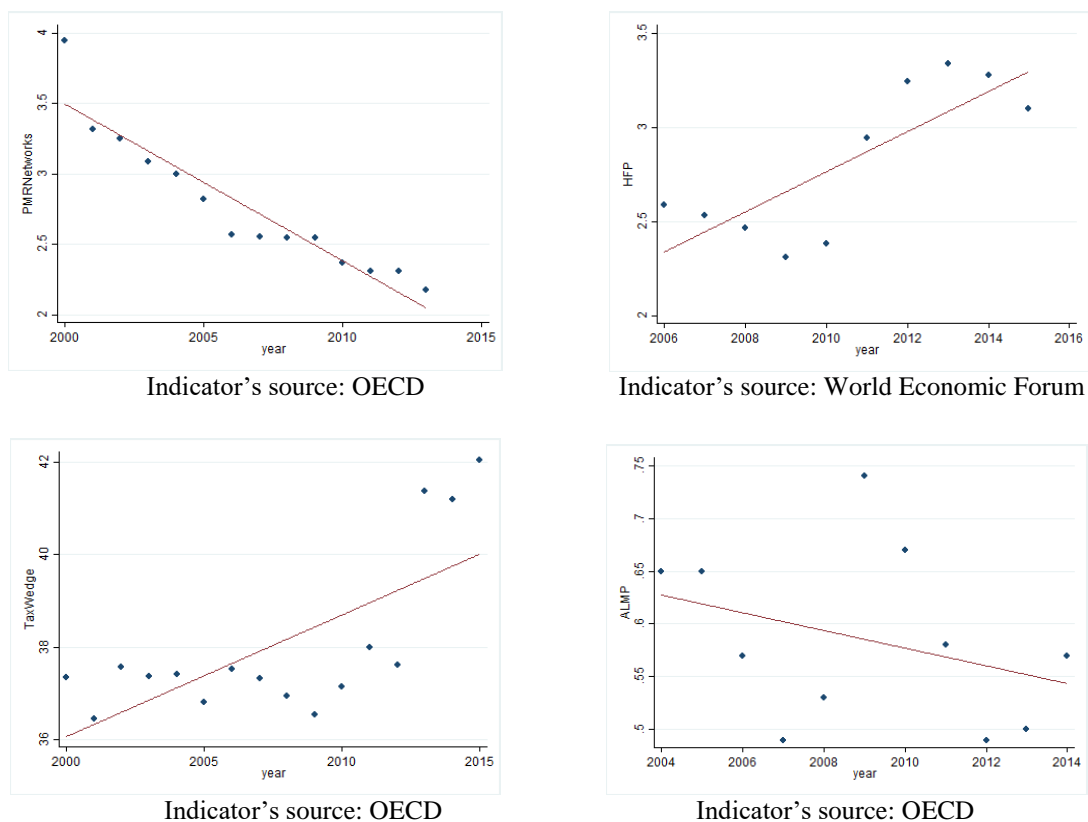 4
3.5
3
2.5
2
PMRNetworks
2000 2005 2010 2015
year
Indicator’s source: OECD
3.5
3
2.5
2
HFP
2006 2008 2010 2012 2014 2016
year
Indicator’s source: World Economic Forum
42
40
38
36
TaxWedge
2000 2005 2010 2015
year
Indicator’s source: OECD
.75
.7
.65
.6
.55
.5
ALMP
2004 2006 2008 2010 2012 2014
year
Indicator’s source: OECD